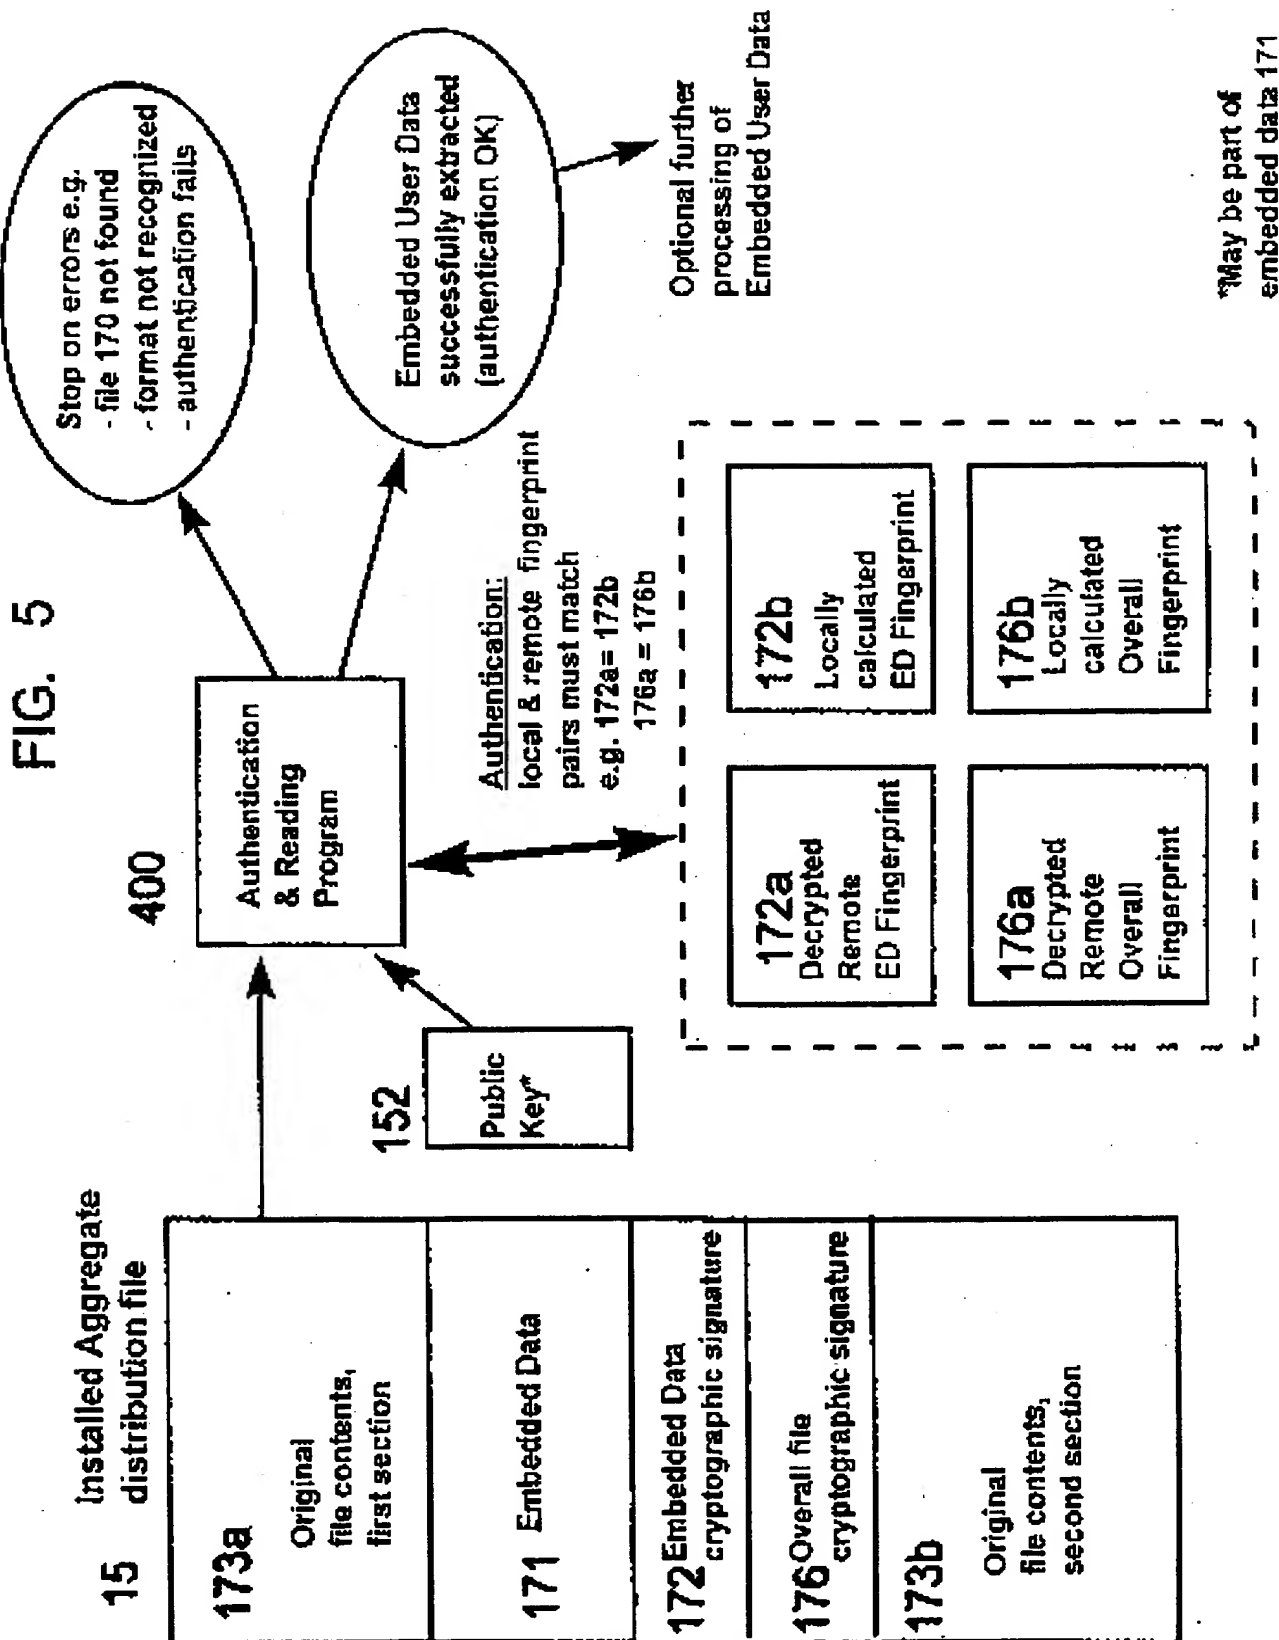 FIG. 5
15 Installed Aggregate
distribution file
173a
Original
file contents,
first section
171 Embedded Data
172 Embedded Data
cryptographic signature
176 Overall file
cryptographic signature
173b
Original
file contents,
second section
400
Authentication
& Reading
Program
152
Public
Key*
Stop on errors e.g.
- file 170 not found
- format not recognized
- authentication fails
Embedded User Data
successfully extracted
(authentication OK)
Optional further
processing of
Embedded User Data
Authentication:
local & remote fingerprint
pairs must match
e.g. 172a= 172b
176a = 176b
172a
Decrypted
Remote
ED Fingerprint
172b
Locally
calculated
ED Fingerprint
176a
Decrypted
Remote
Overall
Fingerprint
176b
Locally
calculated
Overall
Fingerprint
*May be part of
embedded data 171